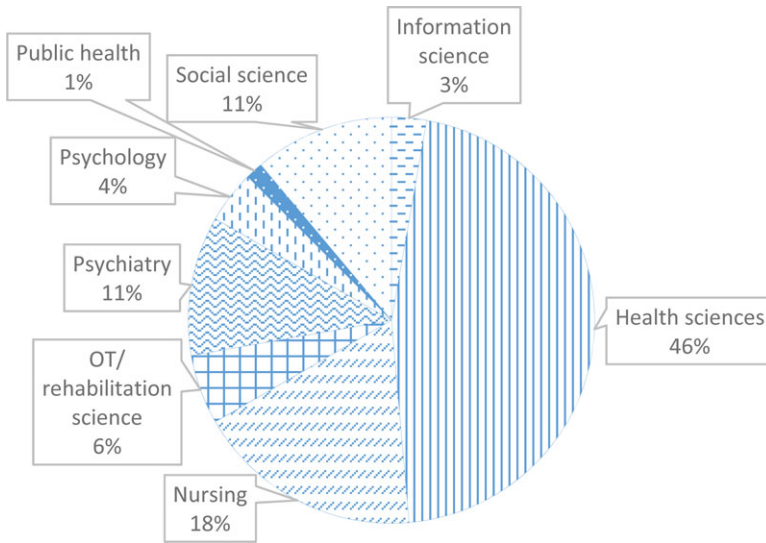 Information
science
3%
Public health
1%
Social science
11%
Psychology
4%
Psychiatry
11%
Health sciences
46%
OT/
rehabilitation
science
6%
Nursing
18%